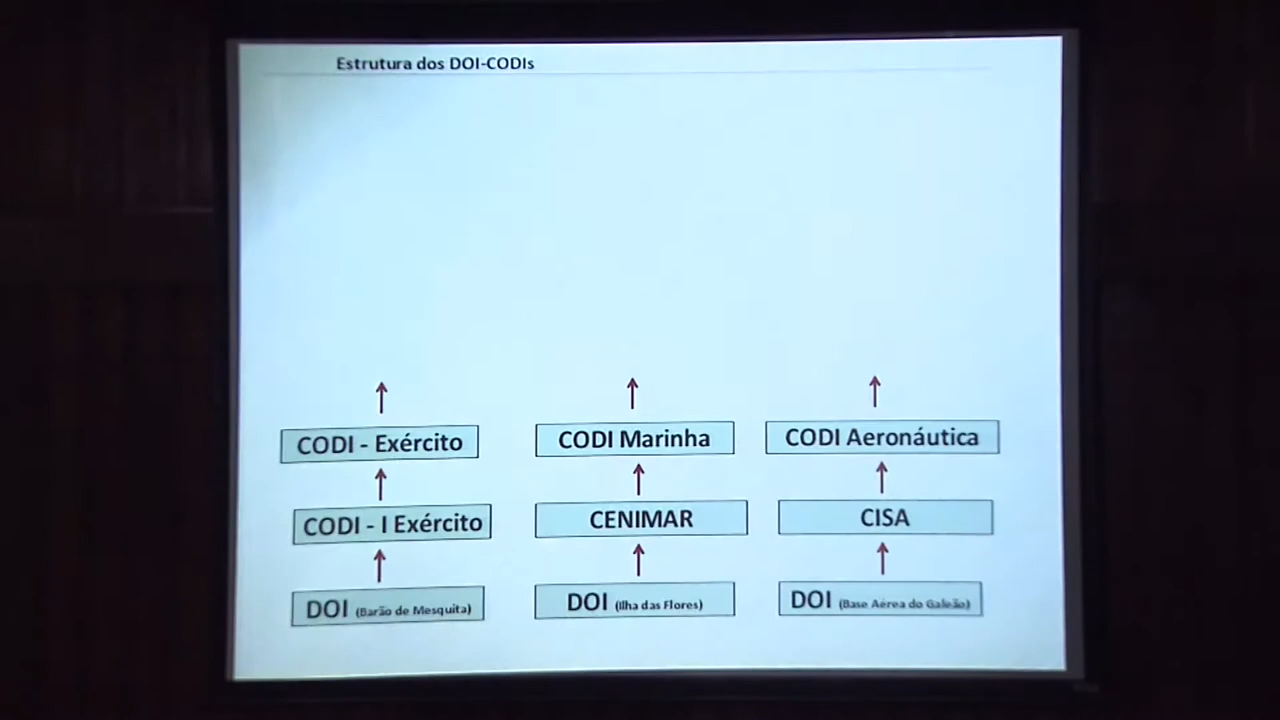 Estrutura dos DOI-CODIs
CODI - Exército
CODI Marinha
CODI Aeronáutica
CODI - I Exército
CENIMAR
CISA
DOI (Barão de Mesquita)
DOI (Ilha das Flores)
DOI (Base Aérea do Galeão)